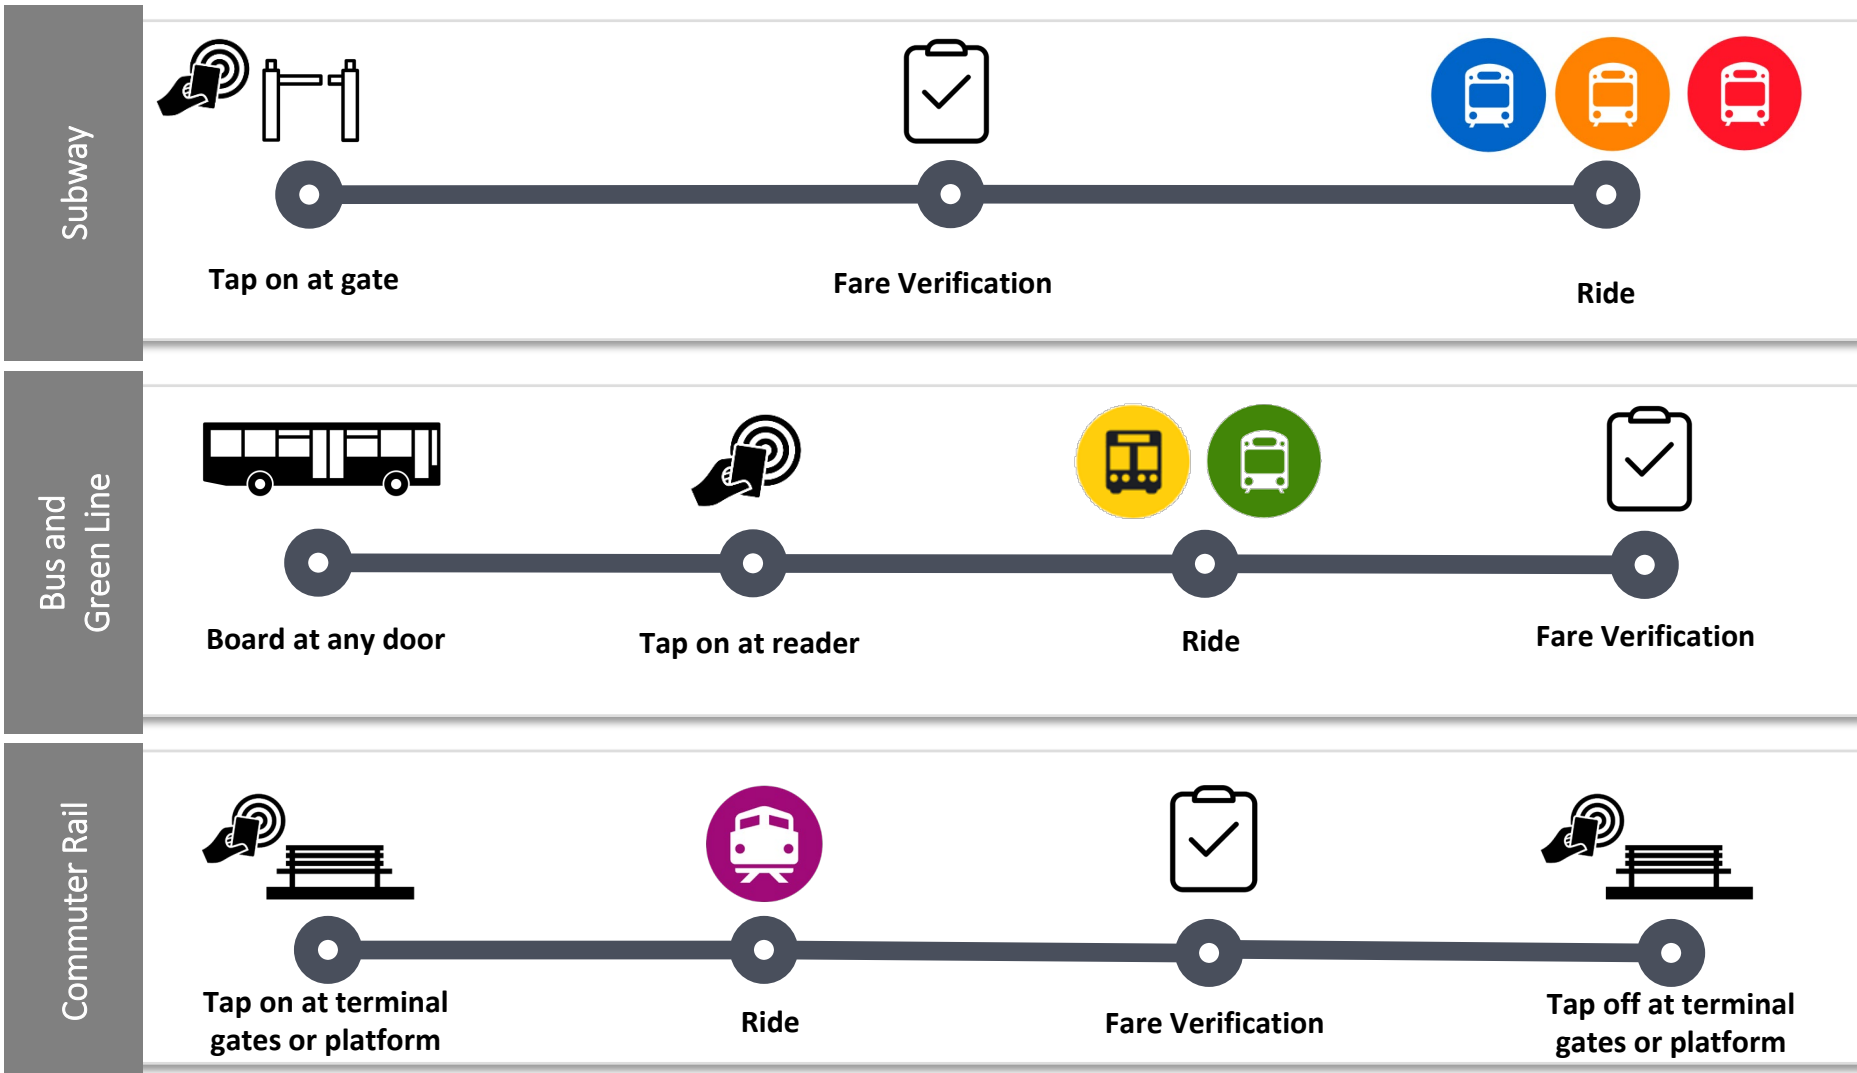 Subway
Tap on at gate
Fare Verification
Ride
Bus and
Green Line
Board at any door
Tap on at reader
Ride
Fare Verification
Commuter Rail
Tap on at terminal
gates or platform
Ride
Fare Verification
Tap off at terminal
gates or platform